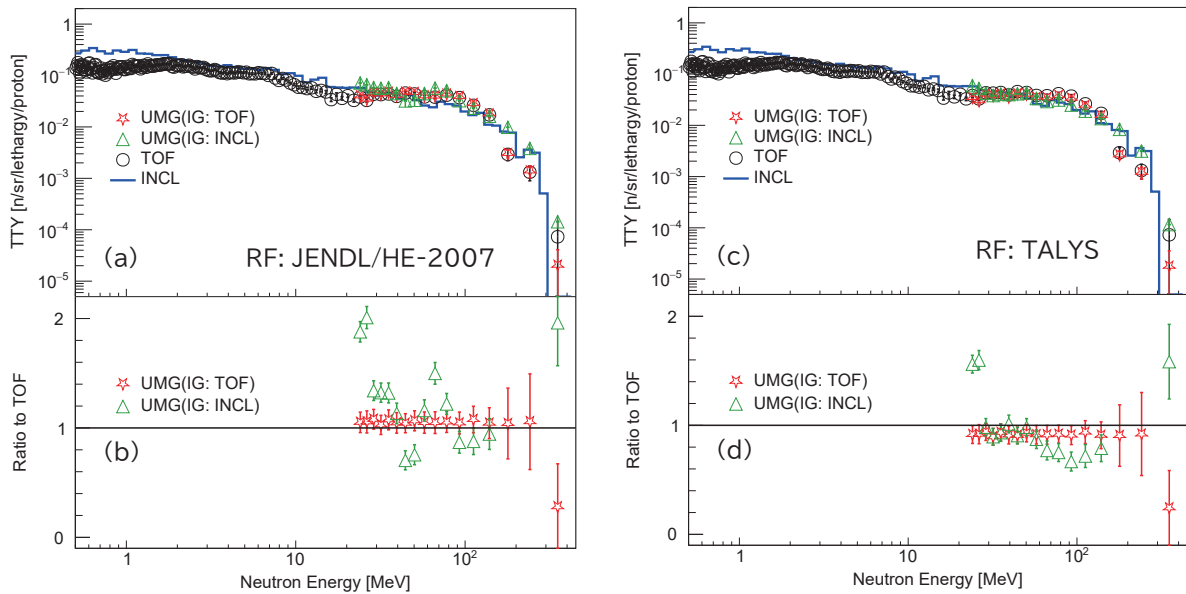 1
10⁻¹
10⁻²
10⁻³
10⁻⁴
10⁻⁵
TTY [n/sr/lethargy/proton]
UMG(IG: TOF)
UMG(IG: INCL)
TOF
INCL
(a)
RF: JENDL/HE-2007
2
1
0
Ratio to TOF
UMG(IG: TOF)
UMG(IG: INCL)
(b)
1
10
10²
Neutron Energy [MeV]
1
10⁻¹
10⁻²
10⁻³
10⁻⁴
10⁻⁵
TTY [n/sr/lethargy/proton]
UMG(IG: TOF)
UMG(IG: INCL)
TOF
INCL
(c)
RF: TALYS
2
1
0
Ratio to TOF
UMG(IG: TOF)
UMG(IG: INCL)
(d)
1
10
10²
Neutron Energy [MeV]